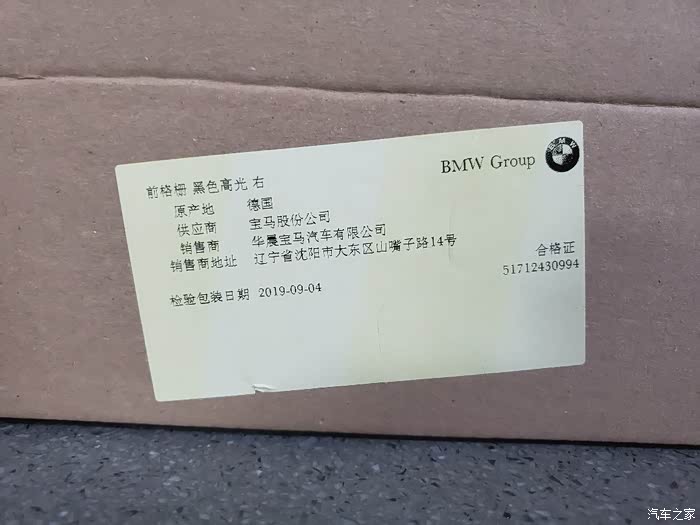 BMW Group
BMW
前格栅 黑色高光 右
原产地 德国
供应商 宝马股份公司
销售商 华晨宝马汽车有限公司
销售商地址 辽宁省沈阳市大东区山嘴子路14号
合格证
51712430994
检验包装日期 2019-09-04
汽车之家